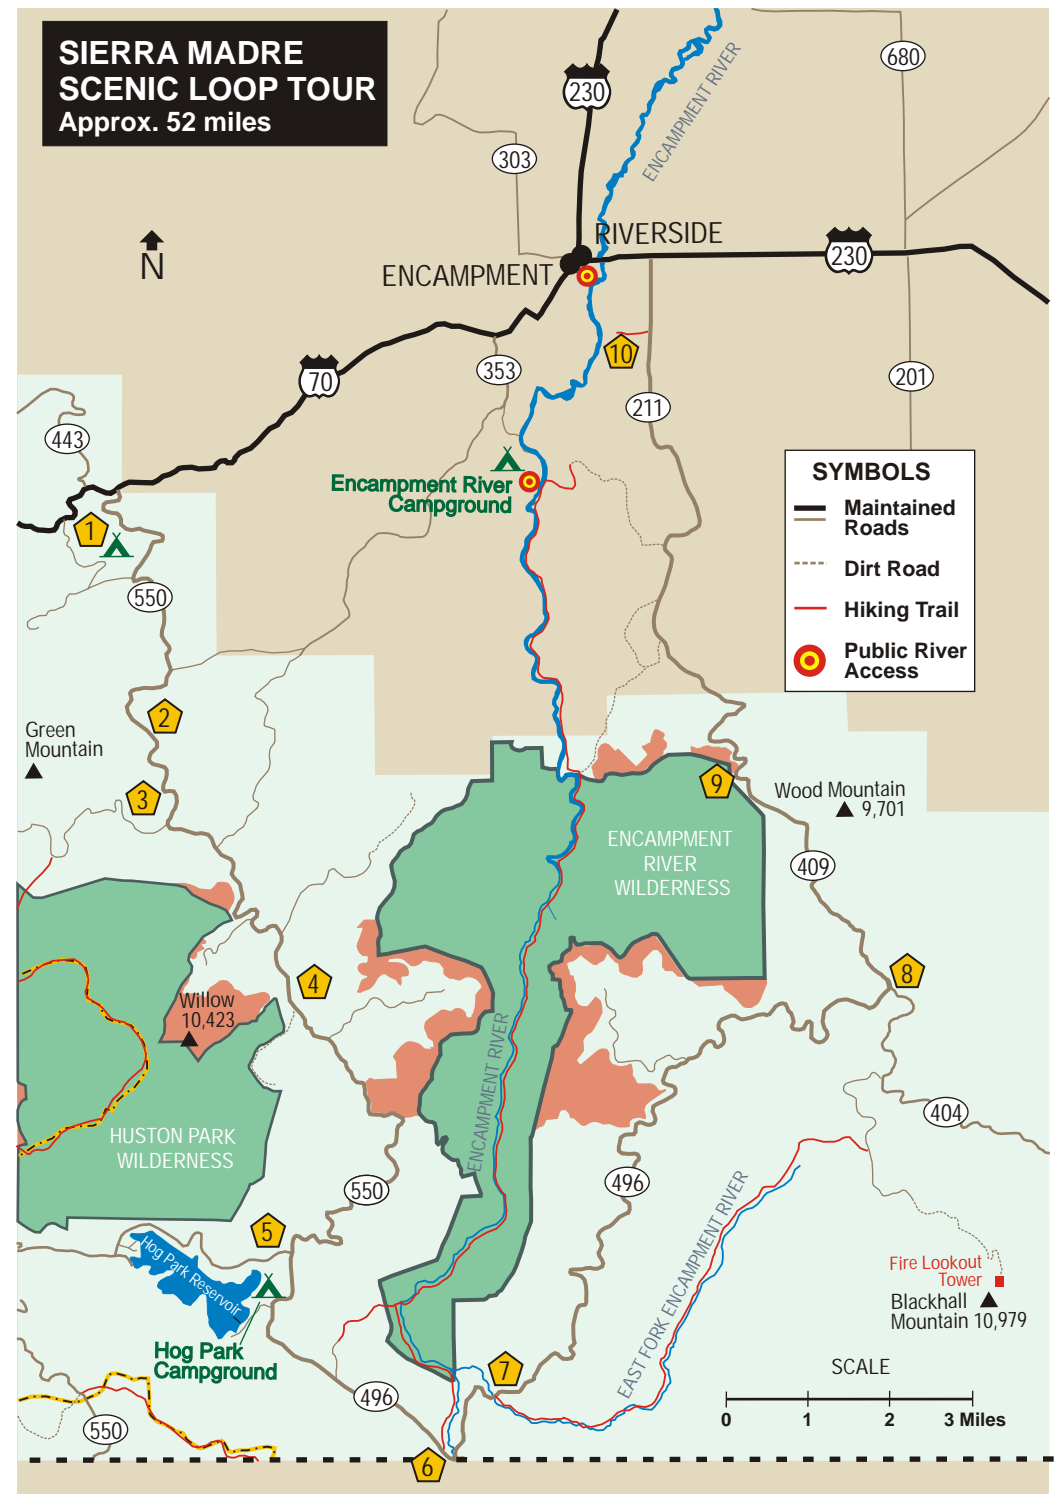 SIERRA MADRE
SCENIC LOOP TOUR
Approx. 52 miles
230
680
ENCAMPMENT RIVER
303
N
RIVERSIDE
ENCAMPMENT
230
10
353
70
201
211
443
Encampment River
Campground
SYMBOLS
Maintained
Roads
Dirt Road
Hiking Trail
Public River
Access
1
550
2
Green
Mountain
3
9
Wood Mountain
9,701
ENCAMPMENT
RIVER
WILDERNESS
409
4
8
Willow
10,423
ENCAMPMENT RIVER
404
HUSTON PARK
WILDERNESS
550
496
5
Hog Park Reservoir
EAST FORK ENCAMPMENT RIVER
Fire Lookout
Tower
Blackhall
Mountain 10,979
Hog Park
Campground
7
SCALE
496
0 1 2 3 Miles
550
6